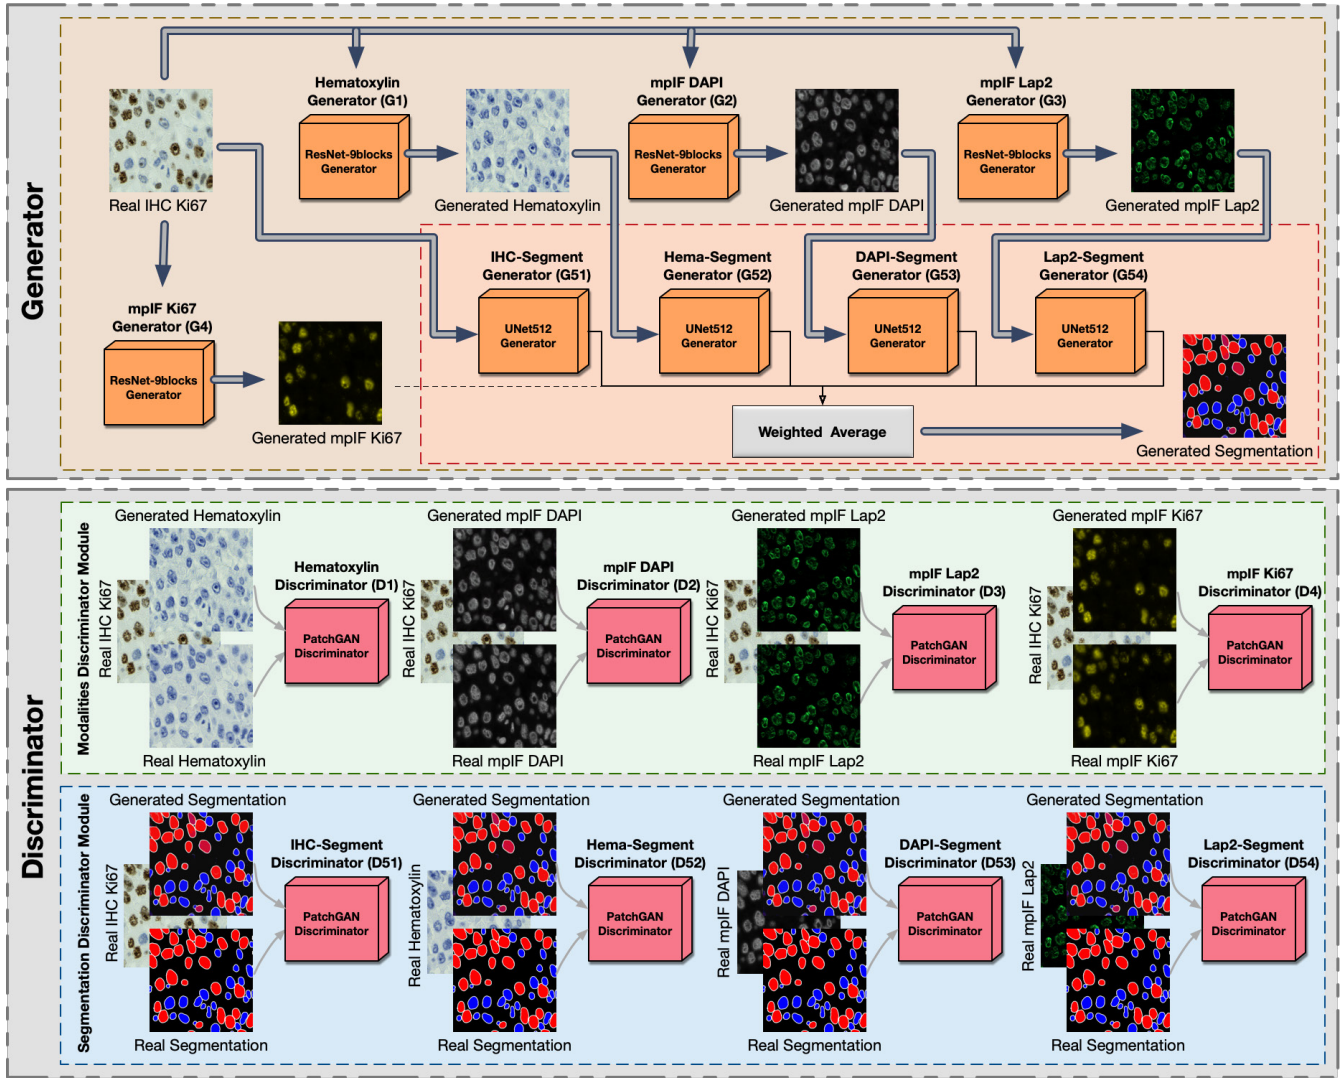 Generator
Hematoxylin
Generator (G1)
mpIF DAPI
Generator (G2)
mpIF Lap2
Generator (G3)
ResNet-9blocks
Generator
ResNet-9blocks
Generator
ResNet-9blocks
Generator
Real IHC Ki67
Generated Hematoxylin
Generated mpIF DAPI
Generated mpIF Lap2
IHC-Segment
Generator (G51)
Hema-Segment
Generator (G52)
DAPI-Segment
Generator (G53)
Lap2-Segment
Generator (G54)
mpIF Ki67
Generator (G4)
UNet512
Generator
UNet512
Generator
UNet512
Generator
UNet512
Generator
ResNet-9blocks
Generator
Generated mpIF Ki67
Weighted Average
Generated Segmentation
Discriminator
Modalities Discriminator Module
Generated Hematoxylin
Real IHC Ki67
Hematoxylin
Discriminator (D1)
PatchGAN
Discriminator
Real Hematoxylin
Generated mpIF DAPI
Real IHC Ki67
mpIF DAPI
Discriminator (D2)
PatchGAN
Discriminator
Real mpIF DAPI
Generated mpIF Lap2
Real IHC Ki67
mpIF Lap2
Discriminator (D3)
PatchGAN
Discriminator
Real mpIF Lap2
Generated mpIF Ki67
Real IHC Ki67
mpIF Ki67
Discriminator (D4)
PatchGAN
Discriminator
Real mpIF Ki67
Segmentation Discriminator Module
Generated Segmentation
Real IHC Ki67
IHC-Segment
Discriminator (D51)
PatchGAN
Discriminator
Real Segmentation
Generated Segmentation
Real Hematoxylin
Hema-Segment
Discriminator (D52)
PatchGAN
Discriminator
Real Segmentation
Generated Segmentation
Real mpIF DAPI
DAPI-Segment
Discriminator (D53)
PatchGAN
Discriminator
Real Segmentation
Generated Segmentation
Real mpIF Lap2
Lap2-Segment
Discriminator (D54)
PatchGAN
Discriminator
Real Segmentation